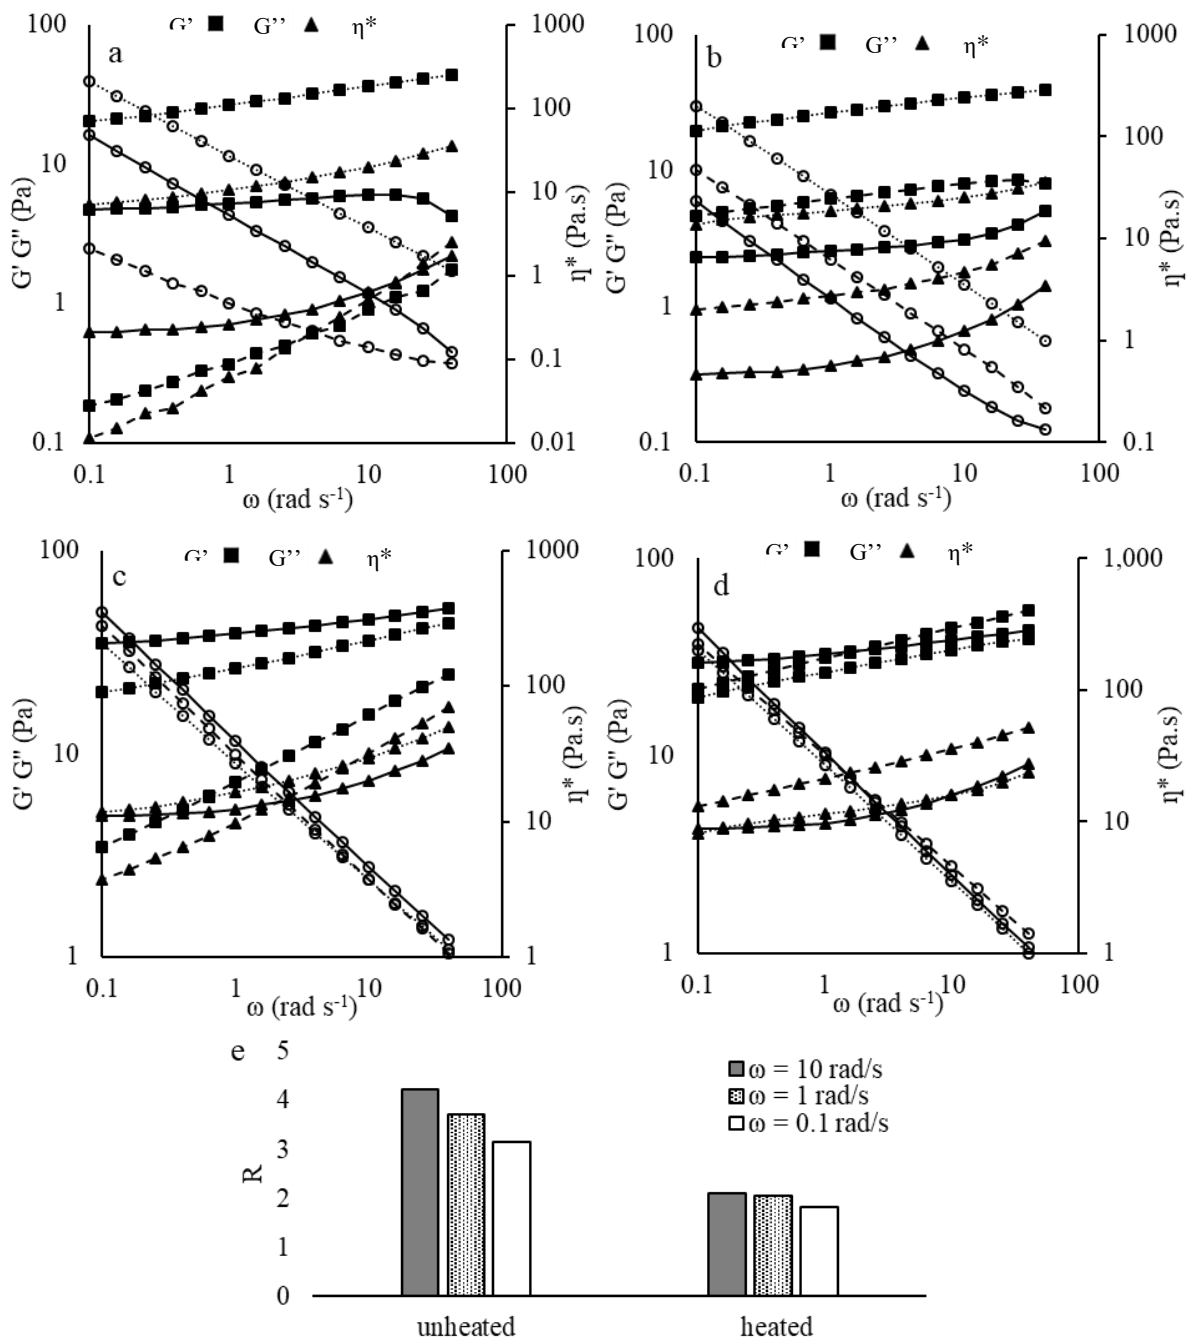 G' G'' η*
a
100
10
1
0.1
G' G" (Pa)
1000
100
10
1
0.1
0.01
η* (Pa.s)
0.1 1 10 100
ω (rad s⁻¹)
G' G'' η*
b
100
10
1
0.1
G' G" (Pa)
1000
100
10
1
0.1
η* (Pa.s)
0.1 1 10 100
ω (rad s⁻¹)
G' G'' η*
c
100
10
1
G' G" (Pa)
1000
100
10
1
η* (Pa.s)
0.1 1 10 100
ω (rad s⁻¹)
G' G'' η*
d
100
10
1
G' G" (Pa)
1,000
100
10
1
η* (Pa.s)
0.1 1 10 100
ω (rad s⁻¹)
e
5
4
3
2
1
0
R
ω = 10 rad/s
ω = 1 rad/s
ω = 0.1 rad/s
unheated heated